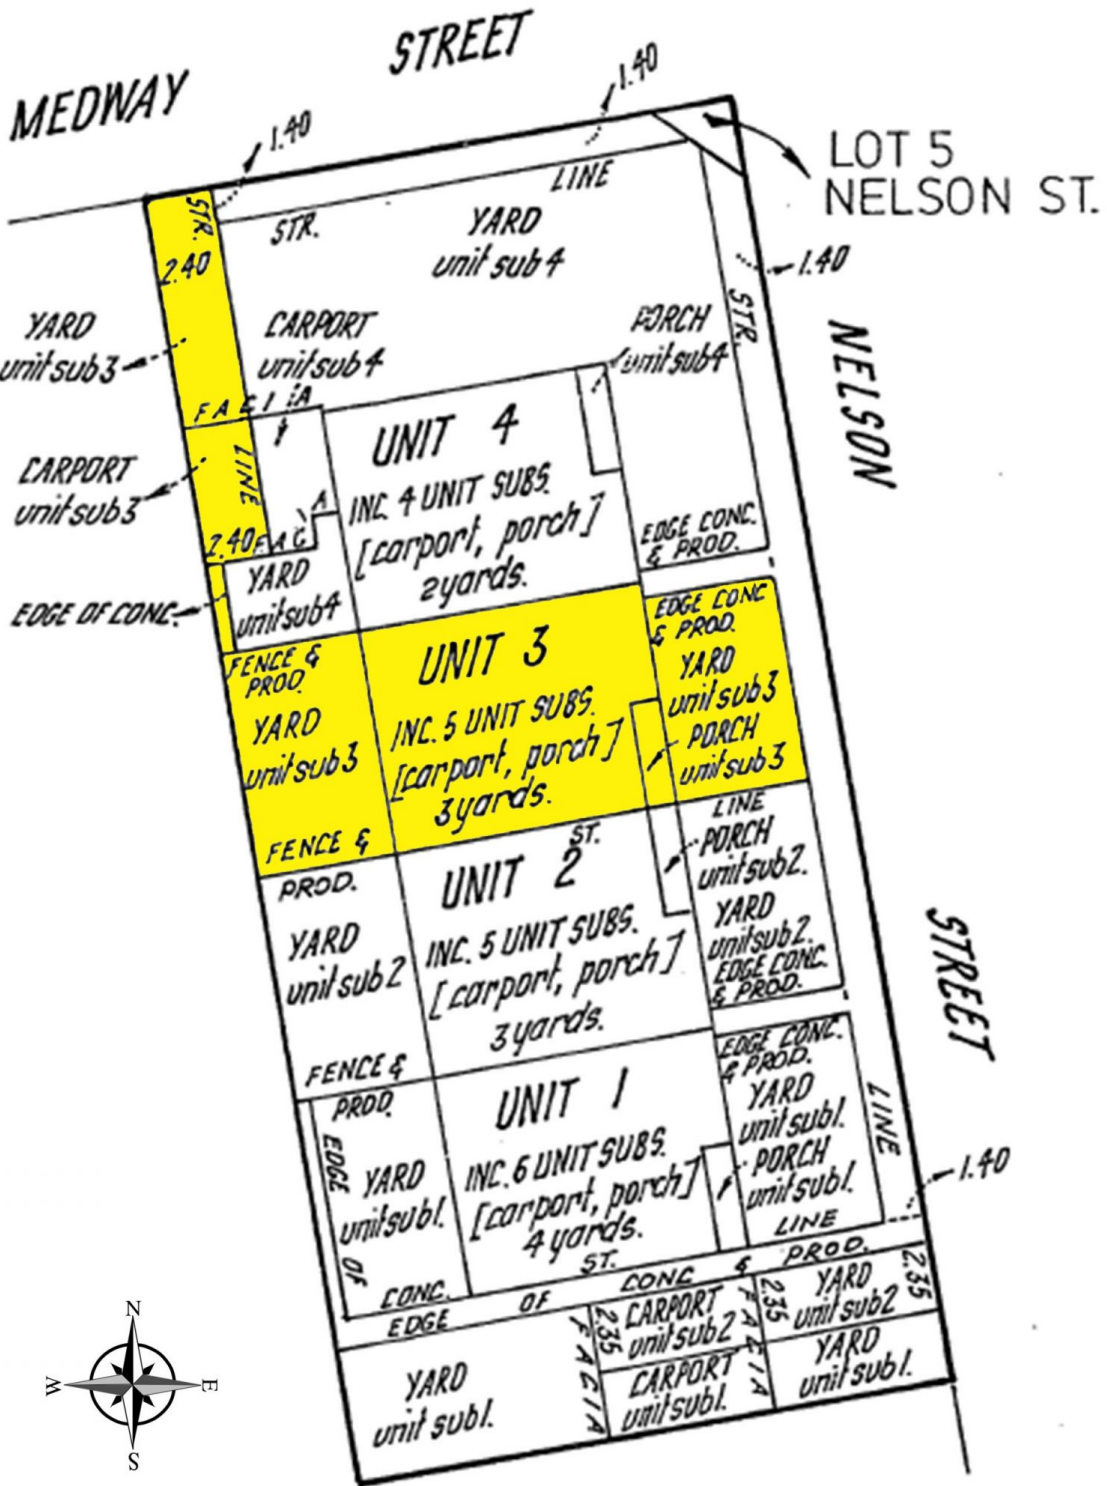 MEDWAY STREET
1.40
1.40
LOT 5
NELSON ST.
STR.
LINE
STR.
2.40
YARD
unit sub 4
1.40
YARD
unit sub 3
CARPORT
unit sub 4
PORCH
unit sub 4
STR.
NELSON
FACIA
UNIT 4
INC. 4 UNIT SUBS.
[carport, porch]
2 yards.
CARPORT
unit sub 3
LINE
2.40
FAC
A
EDGE CONC.
& PROD.
YARD
unit sub 4
EDGE OF CONC.
FENCE &
PROD.
YARD
unit sub 3
FENCE &
UNIT 3
INC. 5 UNIT SUBS.
[carport, porch]
3 yards.
EDGE CONC
& PROD.
YARD
unit sub 3
PORCH
unit sub 3
ST.
LINE
PROD.
YARD
unit sub 2
FENCE &
UNIT 2
INC. 5 UNIT SUBS.
[carport, porch]
3 yards.
PORCH
unit sub 2.
YARD
unit sub 2.
EDGE CONC.
& PROD.
STREET
PROD.
EDGE OF CONC.
YARD
unit sub 1.
UNIT 1
INC. 6 UNIT SUBS.
[carport, porch]
4 yards.
EDGE CONC.
& PROD.
YARD
unit sub 1.
PORCH
unit sub 1.
LINE
1.40
ST.
LINE
EDGE OF CONC & PROD.
2.35
CARPORT
unit sub 2
2.35
YARD
unit sub 2
2.35
FACIA
FACIA
YARD
unit sub 1.
CARPORT
unit sub 1.
YARD
unit sub 1.
N
W
E
S